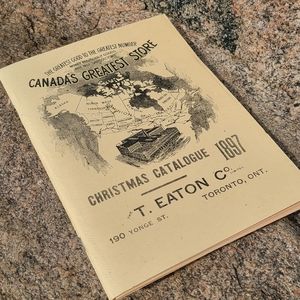 "THE GREATEST GOOD TO THE GREATEST NUMBER"
CANADA'S GREATEST STORE
CHRISTMAS CATALOGUE 1897
THE T. EATON CO.
190 YONGE ST. TORONTO, ONT.